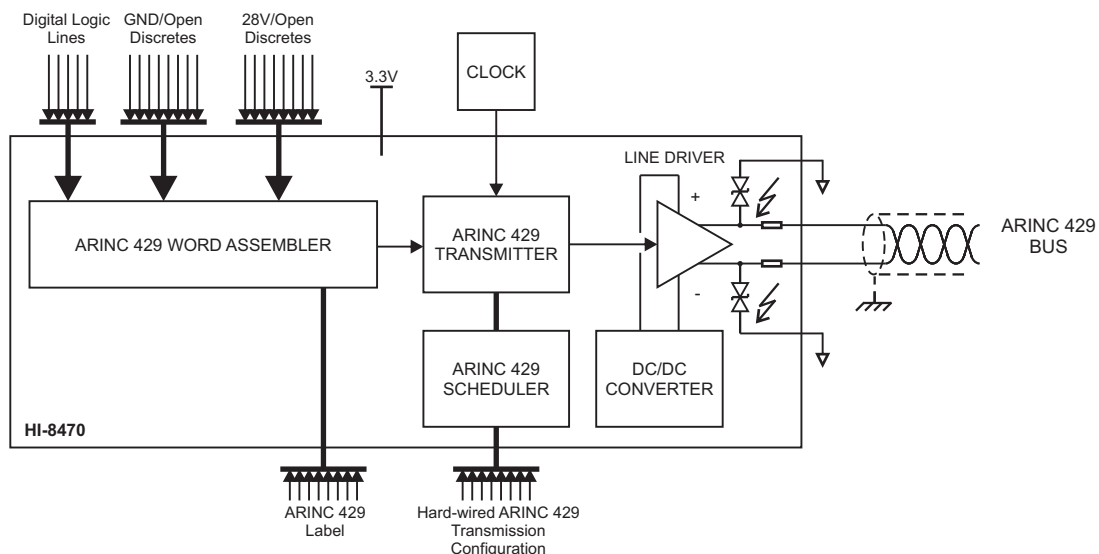 Digital Logic
Lines
GND/Open
Discretes
28V/Open
Discretes
3.3V
CLOCK
LINE DRIVER
+
ARINC 429 WORD ASSEMBLER
ARINC 429
TRANSMITTER
ARINC 429
BUS
-
ARINC 429
SCHEDULER
DC/DC
CONVERTER
HI-8470
ARINC 429
Label
Hard-wired ARINC 429
Transmission
Configuration